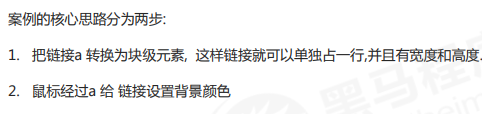 案例的核心思路分为两步:
1. 把链接a 转换为块级元素, 这样链接就可以单独占一行,并且有宽度和高度.
2. 鼠标经过a 给 链接设置背景颜色
黑马程